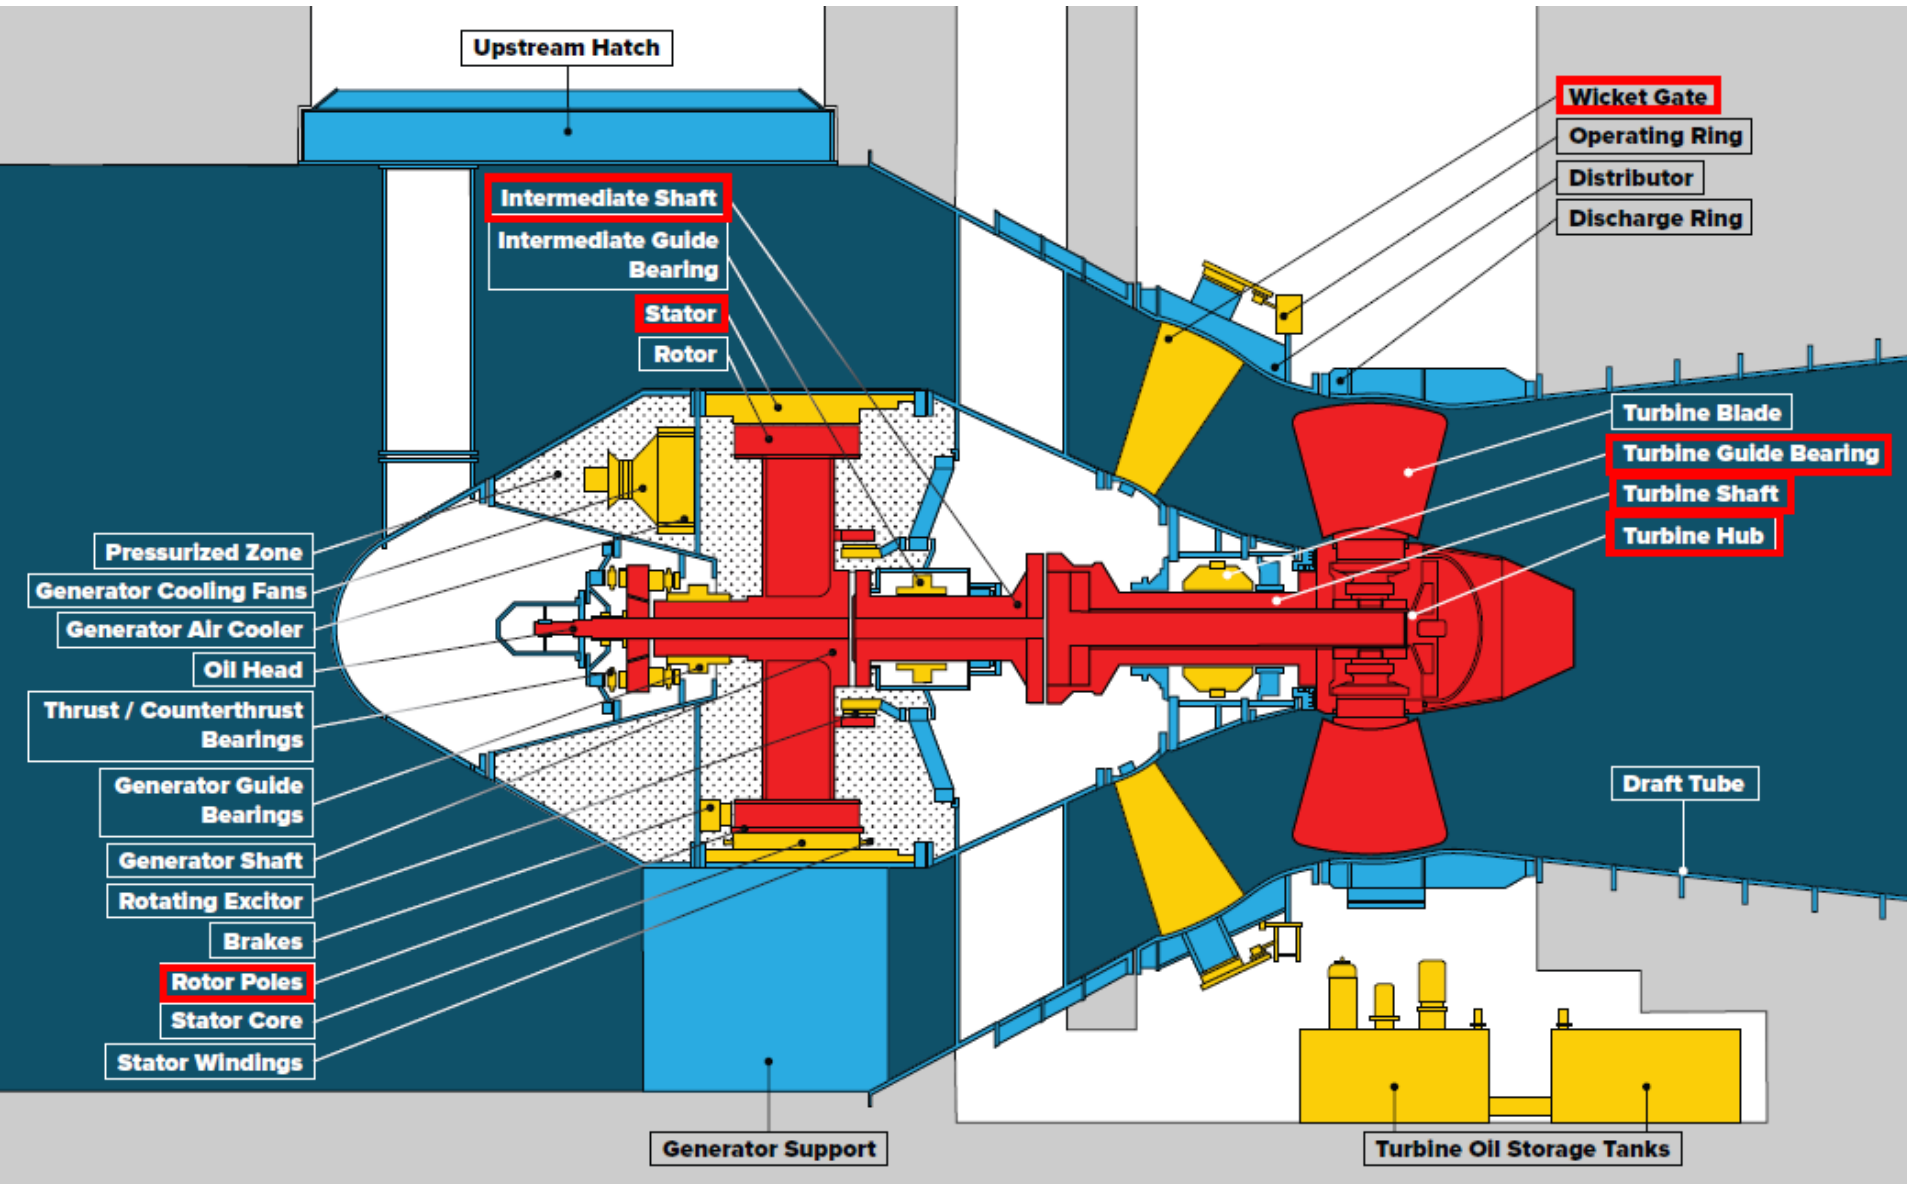 Upstream Hatch
Wicket Gate
Operating Ring
Distributor
Discharge Ring
Intermediate Shaft
Intermediate Guide
Bearing
Stator
Rotor
Turbine Blade
Turbine Guide Bearing
Turbine Shaft
Turbine Hub
Pressurized Zone
Generator Cooling Fans
Generator Air Cooler
Oil Head
Thrust / Counterthrust
Bearings
Generator Guide
Bearings
Generator Shaft
Rotating Excitor
Brakes
Rotor Poles
Stator Core
Stator Windings
Draft Tube
Generator Support
Turbine Oil Storage Tanks